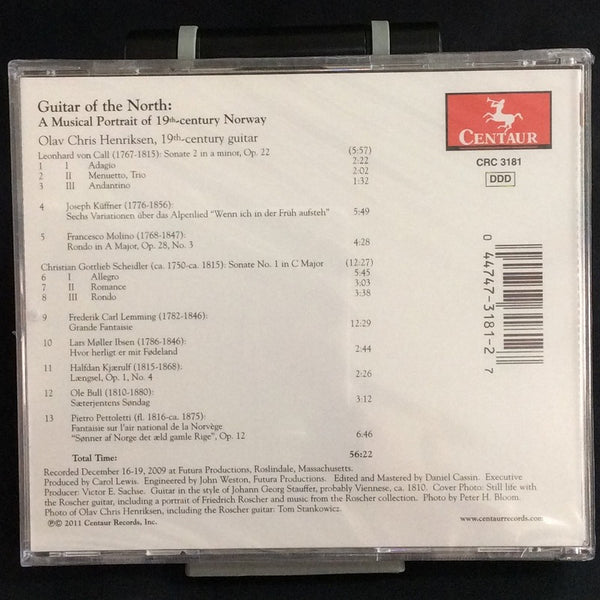 Guitar of the North:
A Musical Portrait of 19th-century Norway
Olav Chris Henriksen, 19th-century guitar
Leonhard von Call (1767-1815): Sonate 2 in a minor, Op. 22 (5:57)
1 I Adagio 2:22
2 II Menuetto, Trio 2:02
3 III Andantino 1:32
4 Joseph Küffner (1776-1856):
Sechs Variationen über das Alpenlied "Wenn ich in der Früh aufsteh" 5:49
5 Francesco Molino (1768-1847):
Rondo in A Major, Op. 28, No. 3 4:28
Christian Gottlieb Scheidler (ca. 1750-ca. 1815): Sonate No. 1 in C Major (12:27)
6 I Allegro 5:45
7 II Romance 3:03
8 III Rondo 3:38
9 Frederik Carl Lemming (1782-1846):
Grande Fantaisie 12:29
10 Lars Møller Ibsen (1786-1846):
Hvor herligt er mit Fødeland 2:44
11 Halfdan Kjærulf (1815-1868):
Længsel, Op. 1, No. 4 2:26
12 Ole Bull (1810-1880):
Sæterjentens Søndag 3:12
13 Pietro Pettoletti (fl. 1816-ca. 1875):
Fantaisie sur l'air national de la Norvège
"Sønner af Norge det æld gamle Rige", Op. 12 6:46
Total Time: 56:22
Recorded December 16-19, 2009 at Futura Productions, Roslindale, Massachusetts.
Produced by Carol Lewis. Engineered by John Weston, Futura Productions. Edited and Mastered by Daniel Cassin. Executive
Producer: Victor E. Sachse. Guitar in the style of Johann Georg Stauffer, probably Viennese, ca. 1810. Cover Photo: Still life with
the Roscher guitar, including a portrait of Friedrich Roscher and music from the Roscher collection. Photo by Peter H. Bloom.
Photo of Olav Chris Henriksen, including the Roscher guitar: Tom Stankowicz.
℗© 2011 Centaur Records, Inc.
www.centaurrecords.com
CENTAUR
CRC 3181
DDD
0 44747-3181-2 7